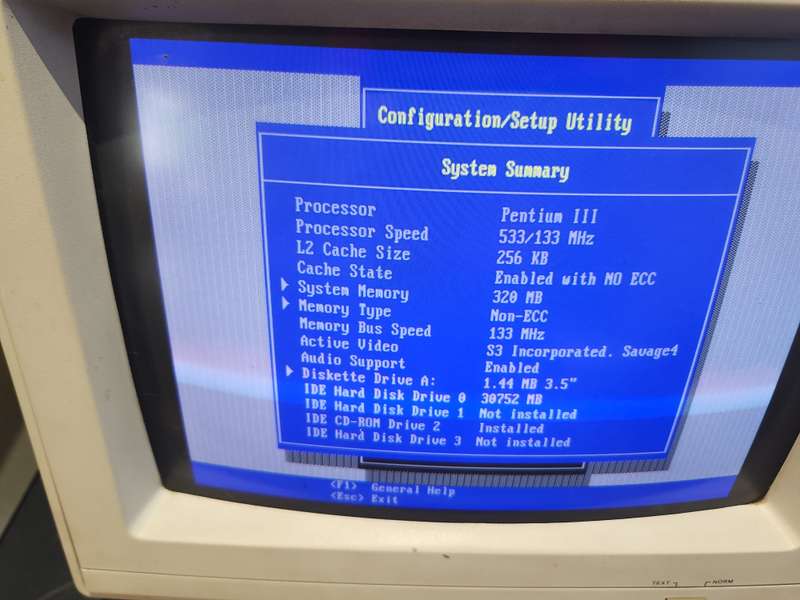 Configuration/Setup Utility
System Summary
Processor Pentium III
Processor Speed 533/133 MHz
L2 Cache Size 256 KB
Cache State Enabled with NO ECC
System Memory 320 MB
Memory Type Non-ECC
Memory Bus Speed 133 MHz
Active Video S3 Incorporated. Savage4
Audio Support Enabled
Diskette Drive A: 1.44 MB 3.5"
IDE Hard Disk Drive 0 30752 MB
IDE Hard Disk Drive 1 Not installed
IDE CD-ROM Drive 2 Installed
IDE Hard Disk Drive 3 Not installed
<F1> General Help
<Esc> Exit
TEXT NORM